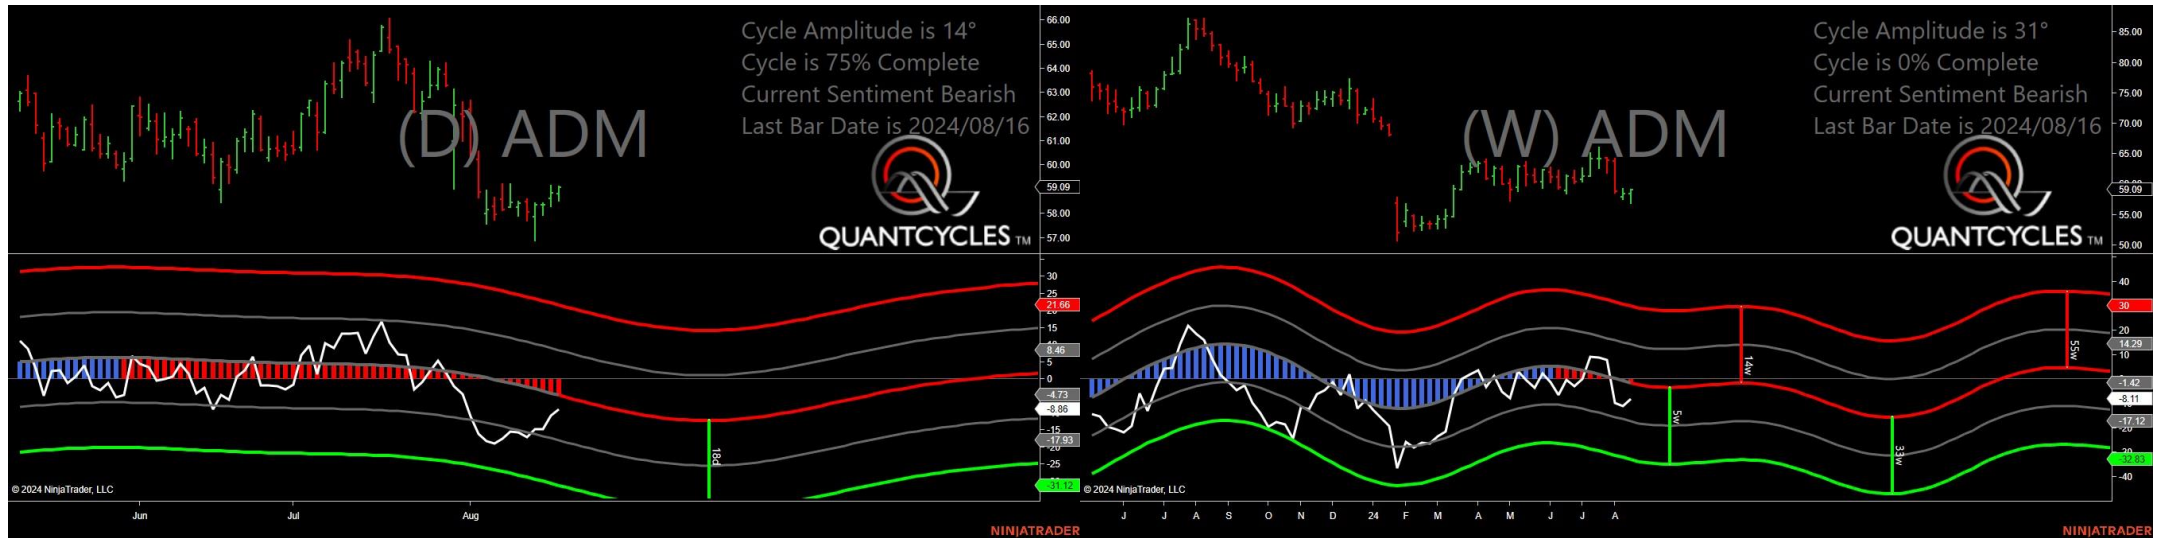 Cycle Amplitude is 14°
Cycle is 75% Complete
Current Sentiment Bearish
Last Bar Date is 2024/08/16
(D) ADM
QUANTCYCLES TM
66.00
65.00
64.00
63.00
62.00
61.00
60.00
59.09
58.00
57.00
30
25
21.66
15
8.46
5
0
-4.73
-8.86
-15
-17.93
-25
-31.12
18d
© 2024 NinjaTrader, LLC
Jun
Jul
Aug
NINJATRADER
Cycle Amplitude is 31°
Cycle is 0% Complete
Current Sentiment Bearish
Last Bar Date is 2024/08/16
(W) ADM
QUANTCYCLES TM
85.00
80.00
75.00
70.00
65.00
59.09
55.00
50.00
40
30
20
14.29
10
-1.42
-8.11
-17.12
-32.83
-40
14w
55w
5w
33w
© 2024 NinjaTrader, LLC
J J A S O N D 24 F M A M J J A
NINJATRADER